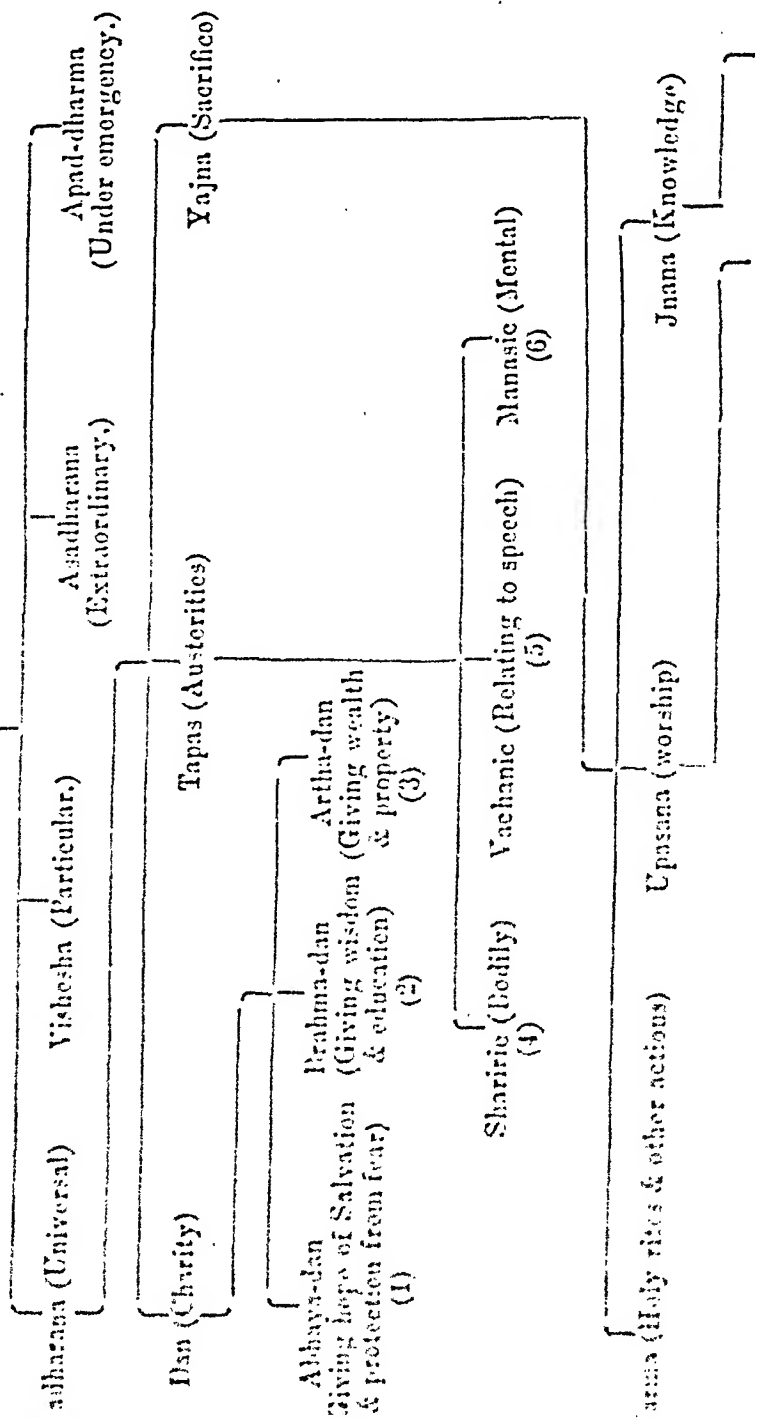 adharana (Universal)
Vishesha (Particular.)
Asadharana
(Extraordinary.)
Apad-dharma
(Under emergency.)
Dan (Charity)
Tapas (Austerities)
Yajna (Sacrifice)
Abhaya-dan
Giving hope of Salvation
& protection from fear)
(1)
Brahma-dan
(Giving wisdom
& education)
(2)
Artha-dan
(Giving wealth
& property)
(3)
Shariric (Bodily)
(4)
Vachanic (Relating to speech)
(5)
Manasic (Mental)
(6)
arma (Holy rites & other actions)
Upasana (worship)
Jnana (Knowledge)